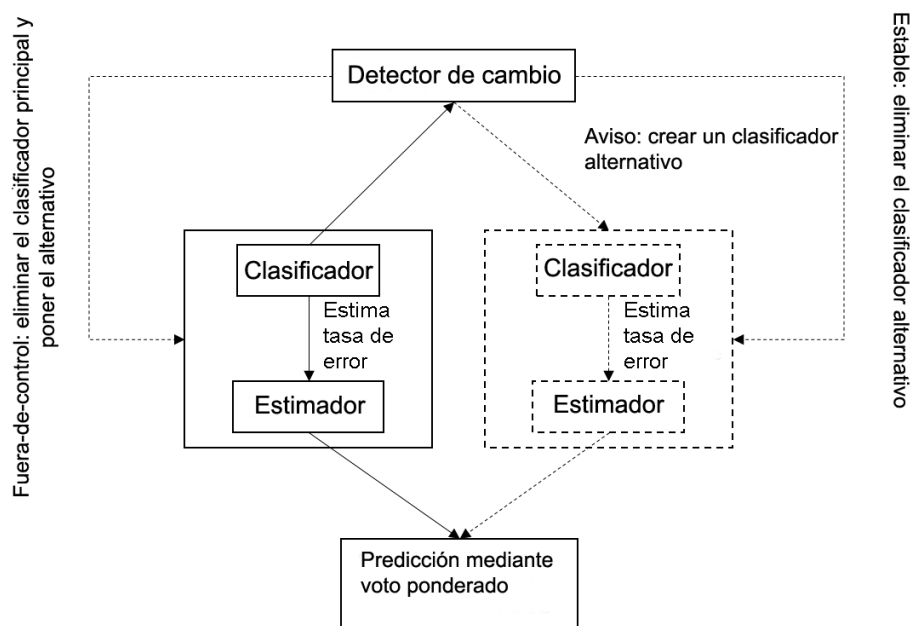 Fuera-de-control: eliminar el clasificador principal y
poner el alternativo
Detector de cambio
Aviso: crear un clasificador
alternativo
Estable: eliminar el clasificador alternativo
Clasificador
Estima
tasa de
error
Estimador
Clasificador
Estima
tasa de
error
Estimador
Predicción mediante
voto ponderado